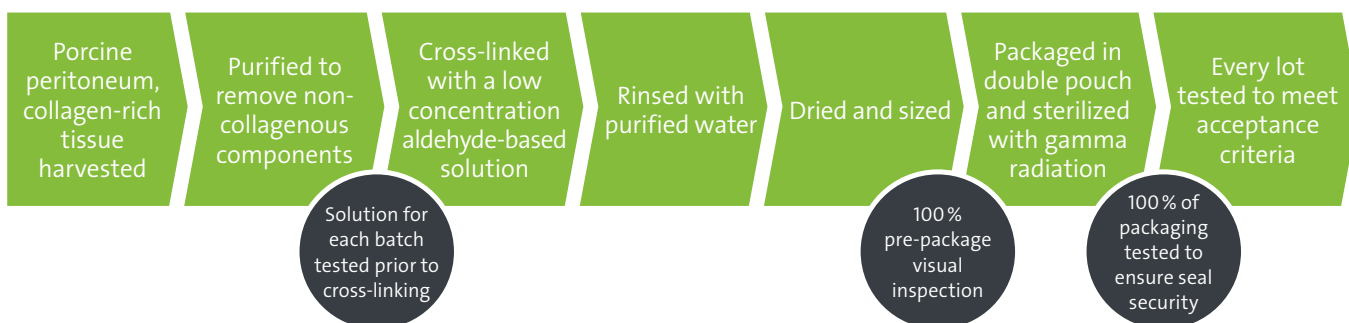 Porcine
peritoneum,
collagen-rich
tissue
harvested
Purified to
remove non-
collagenous
components
Cross-linked
with a low
concentration
aldehyde-based
solution
Rinsed with
purified water
Dried and sized
Packaged in
double pouch
and sterilized
with gamma
radiation
Every lot
tested to meet
acceptance
criteria
Solution for
each batch
tested prior to
cross-linking
100 %
pre-package
visual
inspection
100 % of
packaging
tested to
ensure seal
security